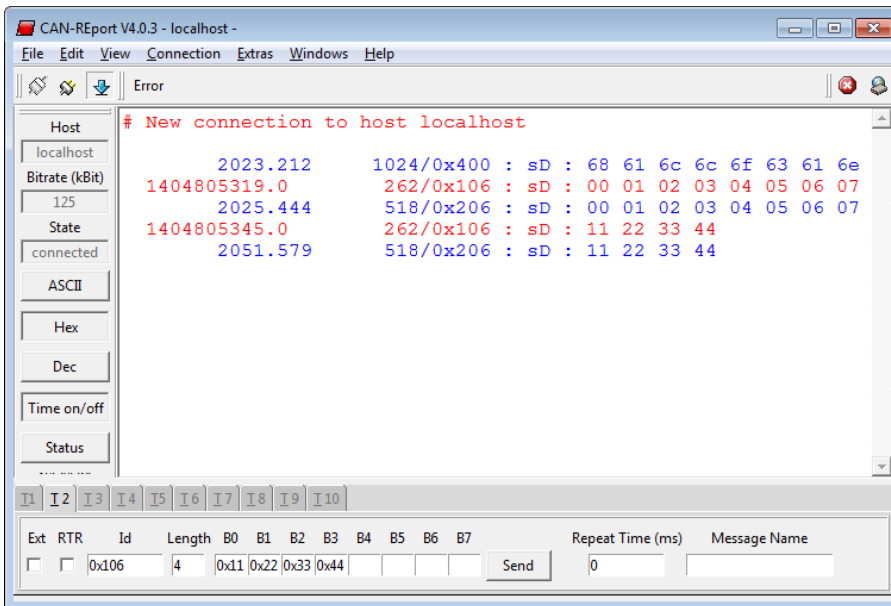 CAN-REport V4.0.3 - localhost -
File Edit View Connection Extras Windows Help
Error
Host
localhost
Bitrate (kBit)
125
State
connected
ASCII
Hex
Dec
Time on/off
Status
# New connection to host localhost
2023.212 1024/0x400 : sD : 68 61 6c 6c 6f 63 61 6e
1404805319.0 262/0x106 : sD : 00 01 02 03 04 05 06 07
2025.444 518/0x206 : sD : 00 01 02 03 04 05 06 07
1404805345.0 262/0x106 : sD : 11 22 33 44
2051.579 518/0x206 : sD : 11 22 33 44
T1 T2 T3 T4 T5 T6 T7 T8 T9 T10
Ext RTR Id Length B0 B1 B2 B3 B4 B5 B6 B7 Repeat Time (ms) Message Name
0x106 4 0x11 0x22 0x33 0x44 Send 0